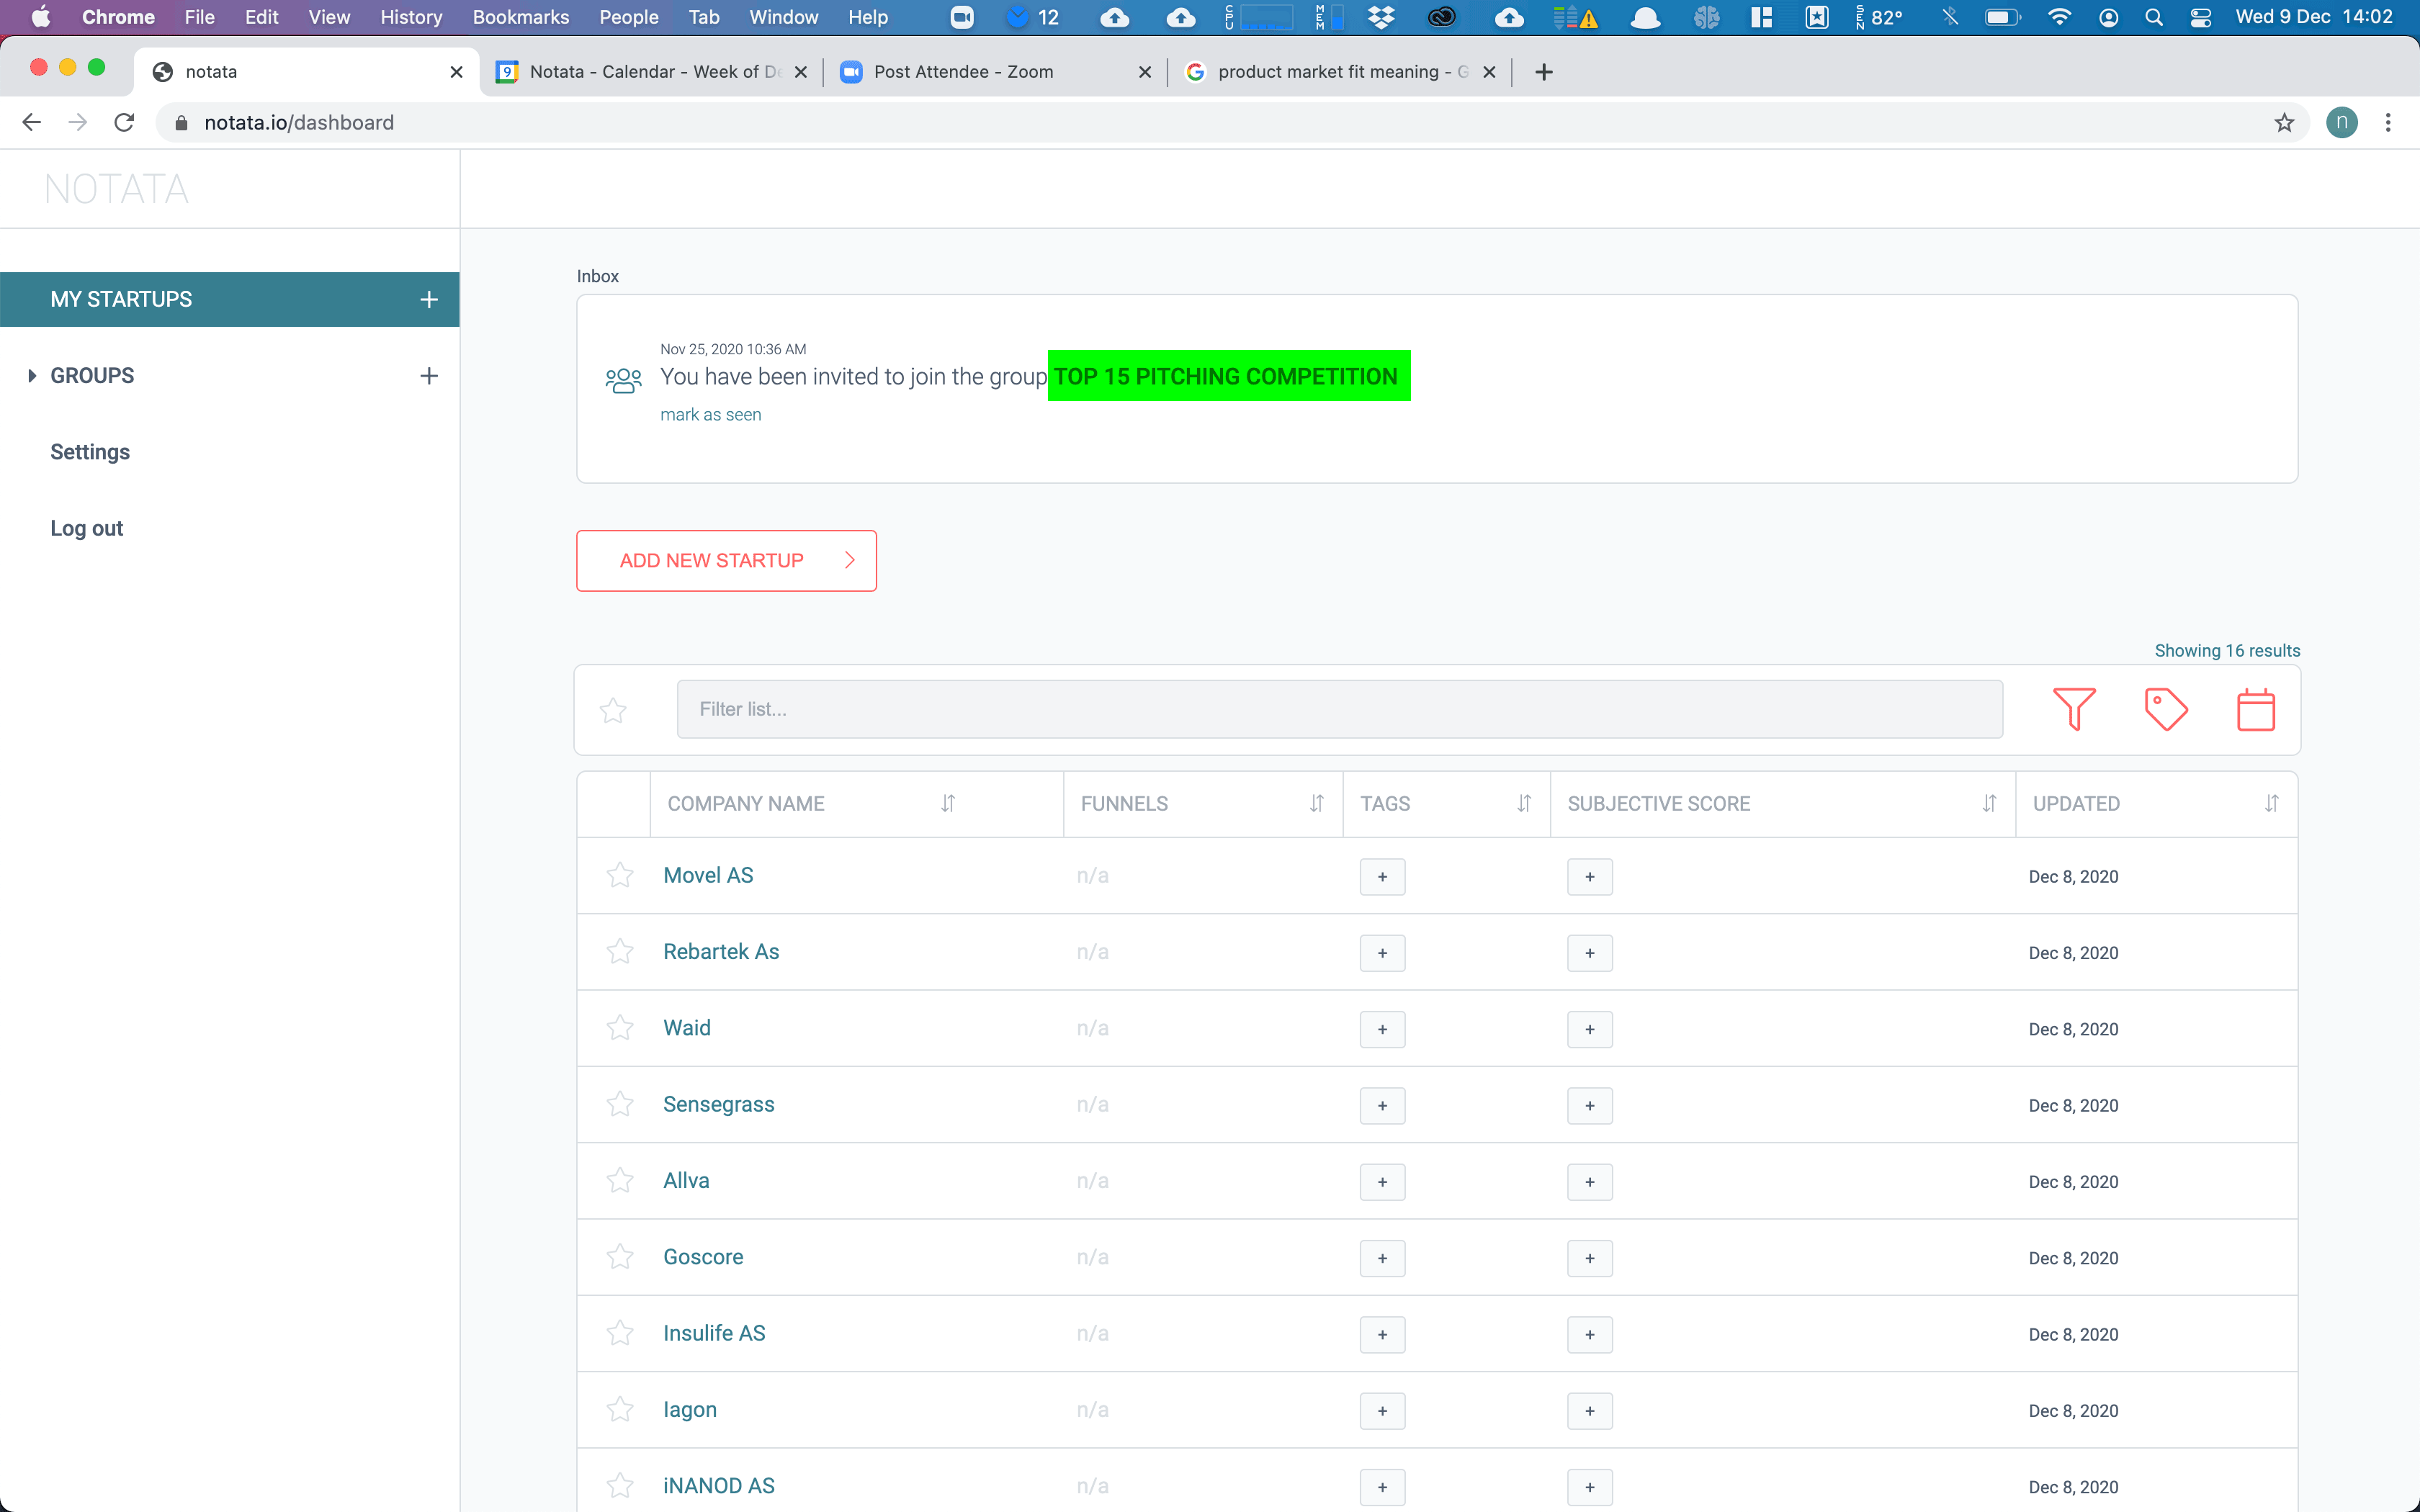 Chrome File Edit View History Bookmarks People Tab Window Help 12 CPU MEM SEN 82° Wed 9 Dec 14:02
notata
Notata - Calendar - Week of De
Post Attendee - Zoom
product market fit meaning - G
notata.io/dashboard
n
NOTATA
MY STARTUPS +
GROUPS +
Settings
Log out
Inbox
Nov 25, 2020 10:36 AM
You have been invited to join the group TOP 15 PITCHING COMPETITION
mark as seen
ADD NEW STARTUP
Showing 16 results
Filter list...
COMPANY NAME FUNNELS TAGS SUBJECTIVE SCORE UPDATED
Movel AS n/a + + Dec 8, 2020
Rebartek As n/a + + Dec 8, 2020
Waid n/a + + Dec 8, 2020
Sensegrass n/a + + Dec 8, 2020
Allva n/a + + Dec 8, 2020
Goscore n/a + + Dec 8, 2020
Insulife AS n/a + + Dec 8, 2020
Iagon n/a + + Dec 8, 2020
iNANOD AS n/a + + Dec 8, 2020